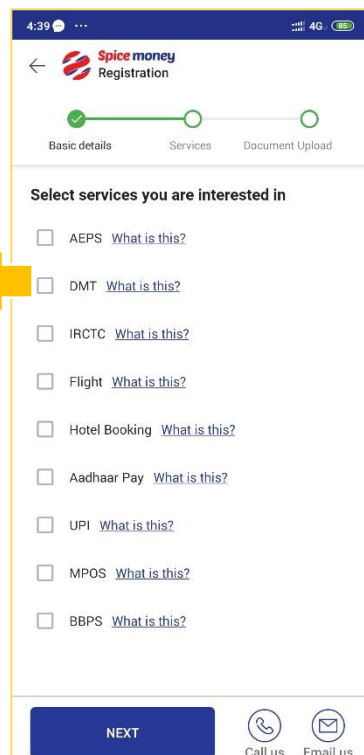 4:39 ... 4G 85
Spice money
Registration
Basic details Services Document Upload
Select services you are interested in
AEPS What is this?
DMT What is this?
IRCTC What is this?
Flight What is this?
Hotel Booking What is this?
Aadhaar Pay What is this?
UPI What is this?
MPOS What is this?
BBPS What is this?
NEXT
Call us Email us